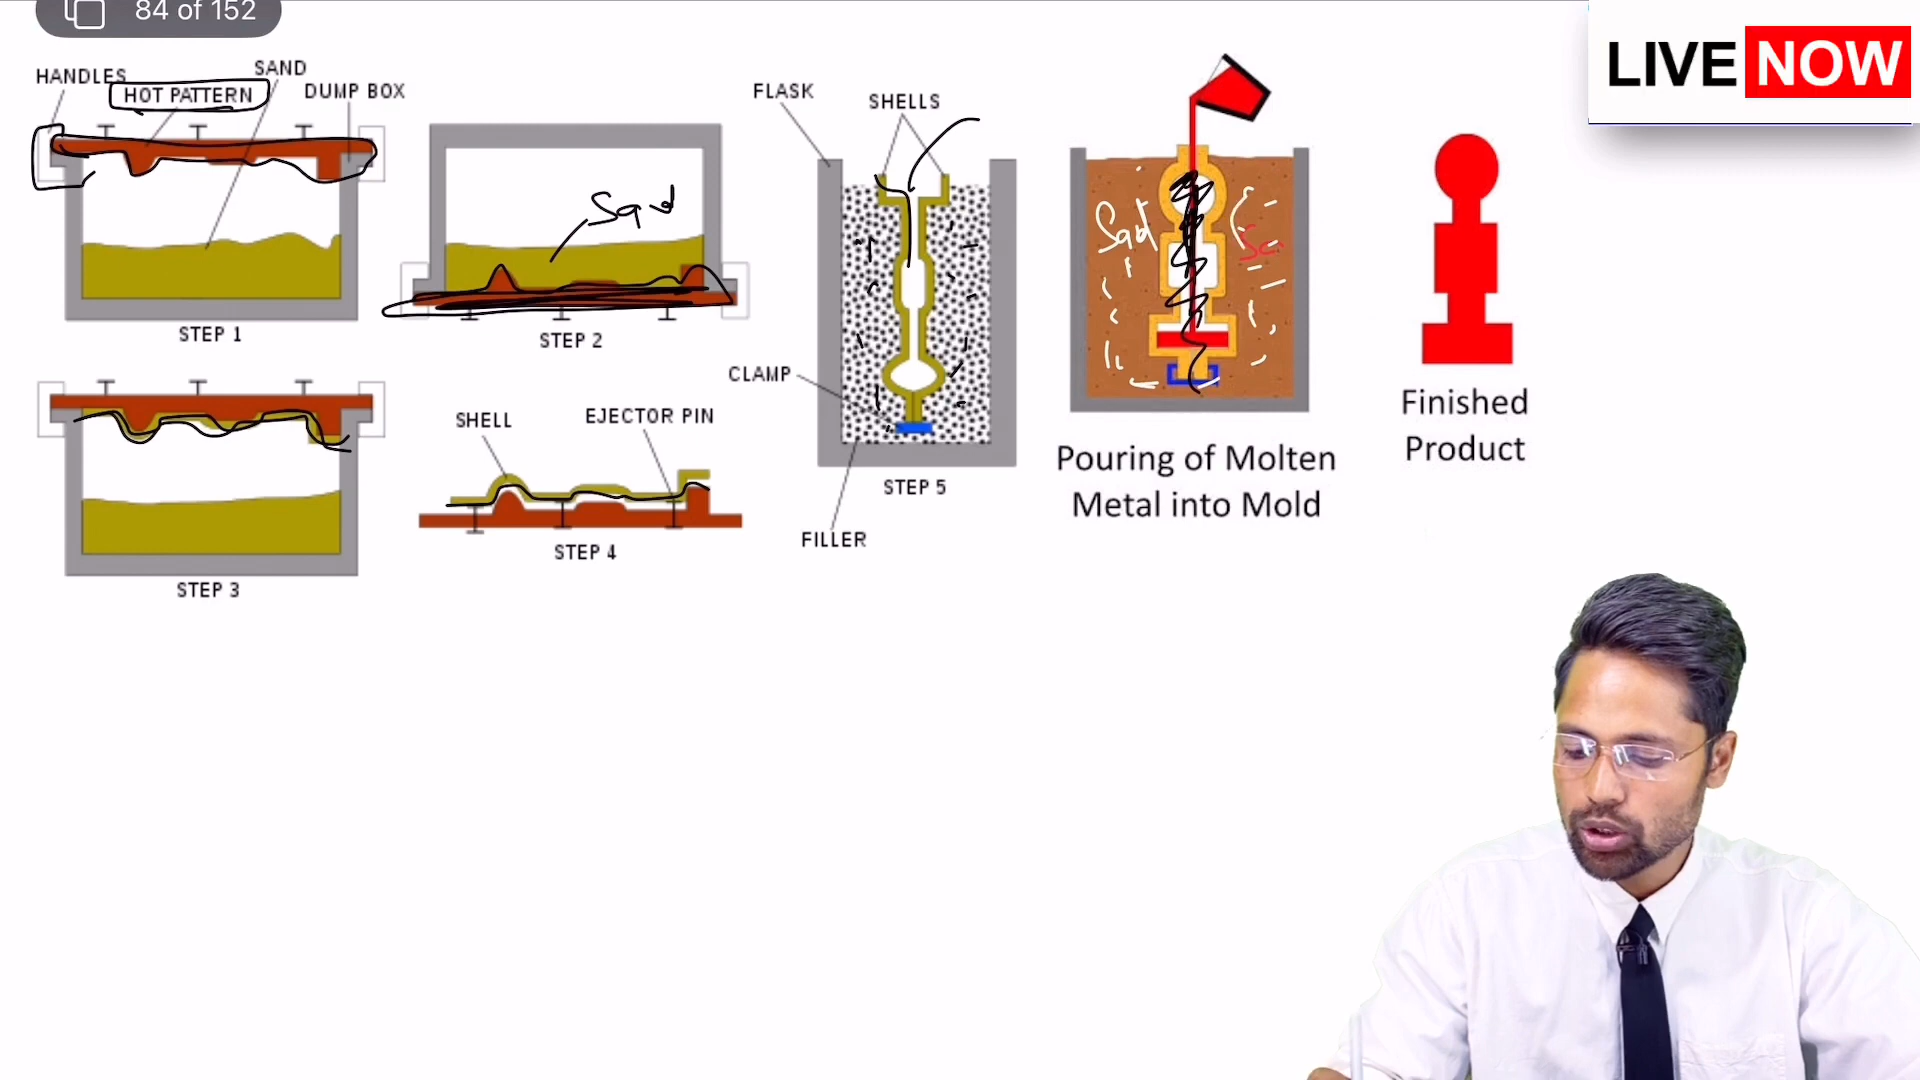 84 of 152
LIVE NOW
HANDLES
HOT PATTERN
SAND
DUMP BOX
STEP 1
Sand
STEP 2
STEP 3
SHELL
EJECTOR PIN
STEP 4
FLASK
SHELLS
CLAMP
FILLER
STEP 5
Sand
Pouring of Molten
Metal into Mold
Finished
Product